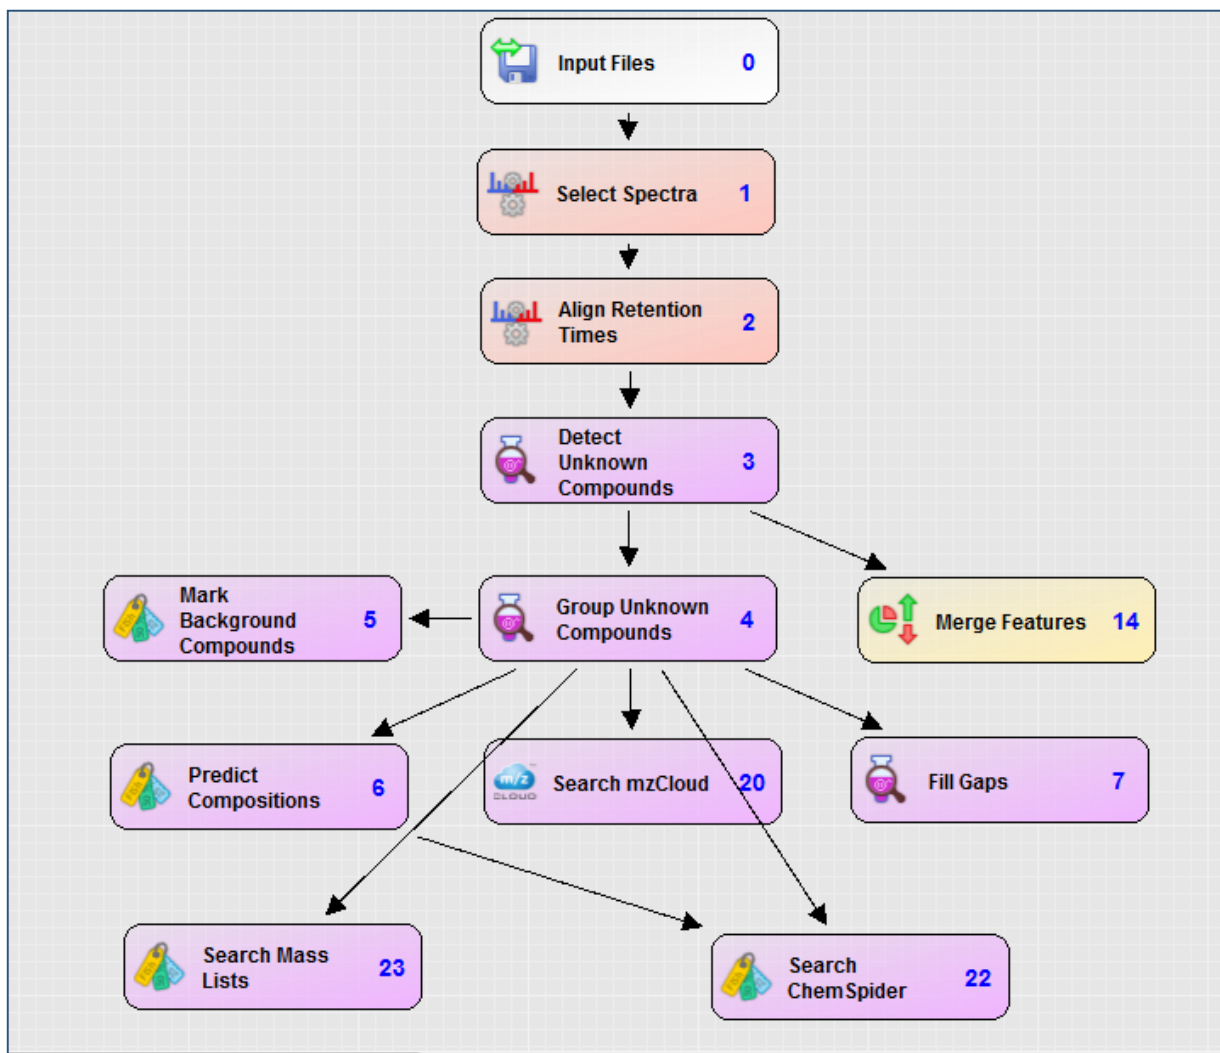 Input Files 0
Select Spectra 1
Align Retention
Times 2
Detect
Unknown 3
Compounds
Mark
Background 5
Compounds
Group Unknown
Compounds 4
Merge Features 14
Predict
Compositions 6
m/z
CLOUD
Search mzCloud 20
Fill Gaps 7
Search Mass
Lists 23
Search
ChemSpider 22